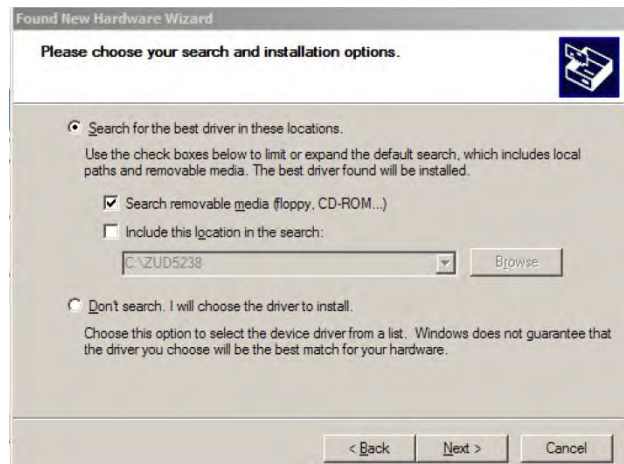 Found New Hardware Wizard
Please choose your search and installation options.
Search for the best driver in these locations.
Use the check boxes below to limit or expand the default search, which includes local
paths and removable media. The best driver found will be installed.
Search removable media (floppy, CD-ROM...)
Include this location in the search:
C:\ZUD5238
Browse
Don't search. I will choose the driver to install.
Choose this option to select the device driver from a list. Windows does not guarantee that
the driver you choose will be the best match for your hardware.
< Back
Next >
Cancel